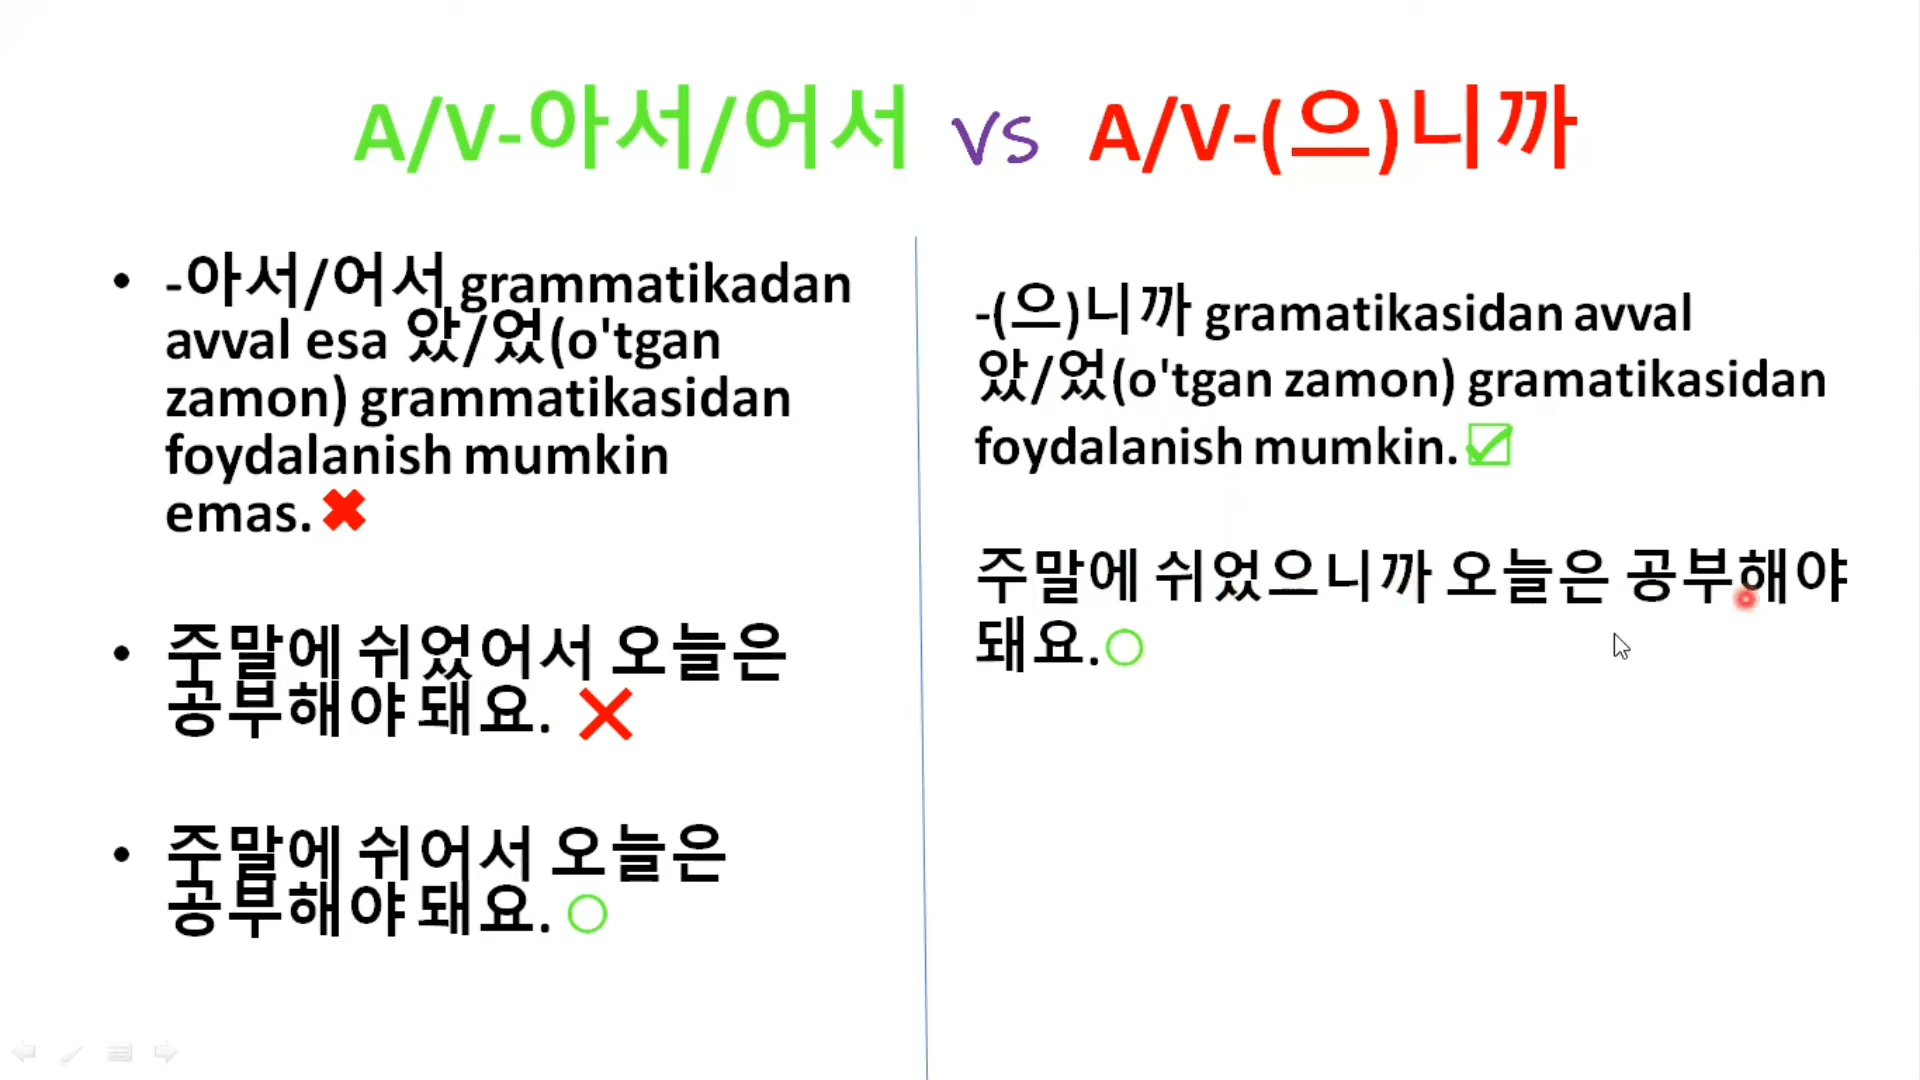 A/V-아서/어서 vs A/V-(으)니까
• -아서/어서 grammatikadan
avval esa 았/었(o'tgan
zamon) grammatikasidan
foydalanish mumkin
emas.
• 주말에 쉬었어서 오늘은
공부해야 돼요.
• 주말에 쉬어서 오늘은
공부해야 돼요.
-(으)니까 gramatikasidan avval
았/었(o'tgan zamon) gramatikasidan
foydalanish mumkin.
주말에 쉬었으니까 오늘은 공부해야
돼요.